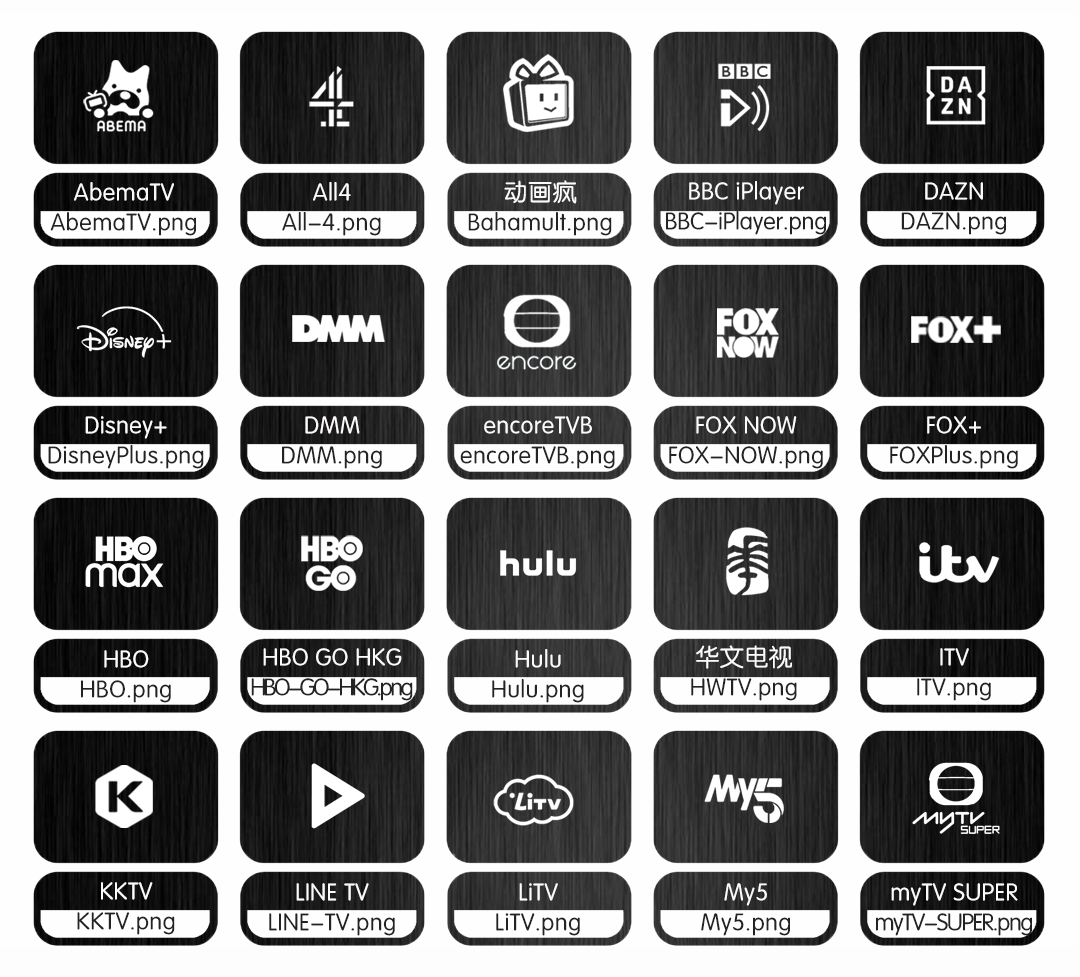 ABEMA
BBC
DA
ZN
AbemaTV
AbemaTV.png
All4
All-4.png
动画疯
Bahamult.png
BBC iPlayer
BBC-iPlayer.png
DAZN
DAZN.png
Disney+
DMM
encore
FOX
NOW
FOX+
Disney+
DisneyPlus.png
DMM
DMM.png
encoreTVB
encoreTVB.png
FOX NOW
FOX-NOW.png
FOX+
FOXPlus.png
HBO
max
HBO
GO
hulu
itv
HBO
HBO.png
HBO GO HKG
HBO-GO-HKG.png
Hulu
Hulu.png
华文电视
HWTV.png
ITV
ITV.png
K
LiTV
My5
MyTV
SUPER
KKTV
KKTV.png
LINE TV
LINE-TV.png
LiTV
LiTV.png
My5
My5.png
myTV SUPER
myTV-SUPER.png